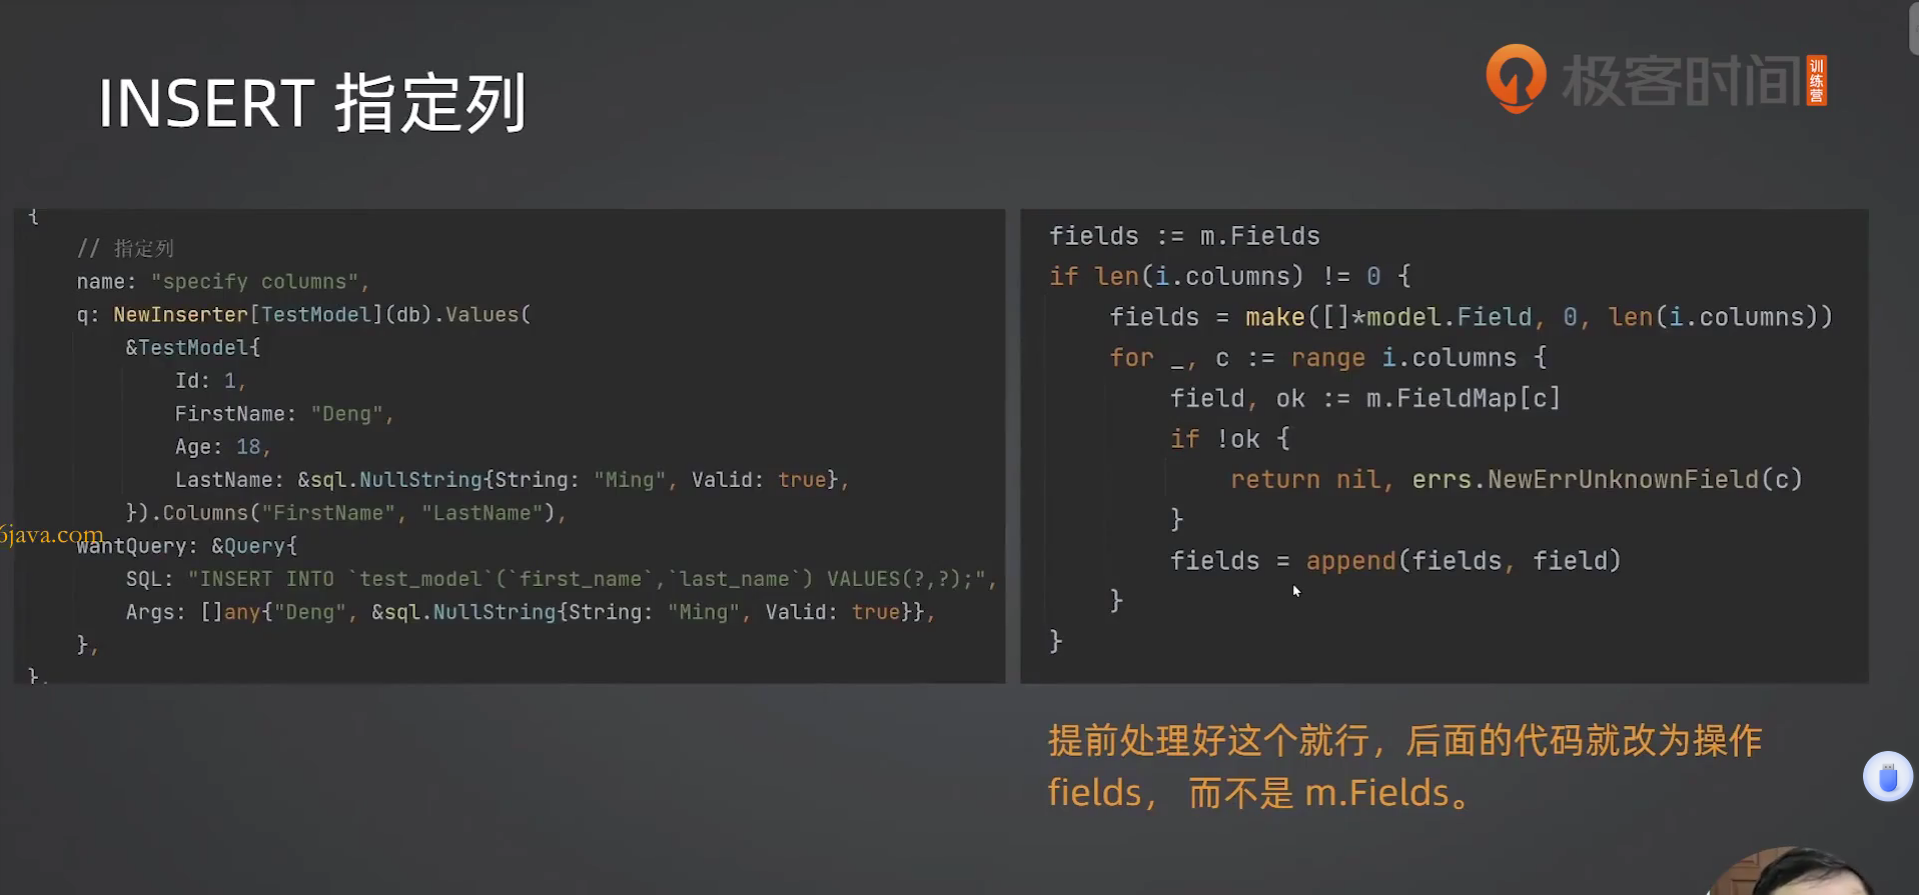 INSERT 指定列
极客时间
训练营
{
// 指定列
name: "specify columns",
q: NewInserter[TestModel](db).Values(
&TestModel{
Id: 1,
FirstName: "Deng",
Age: 18,
LastName: &sql.NullString{String: "Ming", Valid: true},
}).Columns("FirstName", "LastName"),
6java.com
wantQuery: &Query{
SQL: "INSERT INTO `test_model`(`first_name`,`last_name`) VALUES(?,?);",
Args: []any{"Deng", &sql.NullString{String: "Ming", Valid: true}},
},
},
fields := m.Fields
if len(i.columns) != 0 {
fields = make([]*model.Field, 0, len(i.columns))
for _, c := range i.columns {
field, ok := m.FieldMap[c]
if !ok {
return nil, errs.NewErrUnknownField(c)
}
fields = append(fields, field)
}
}
提前处理好这个就行，后面的代码就改为操作
fields， 而不是 m.Fields。